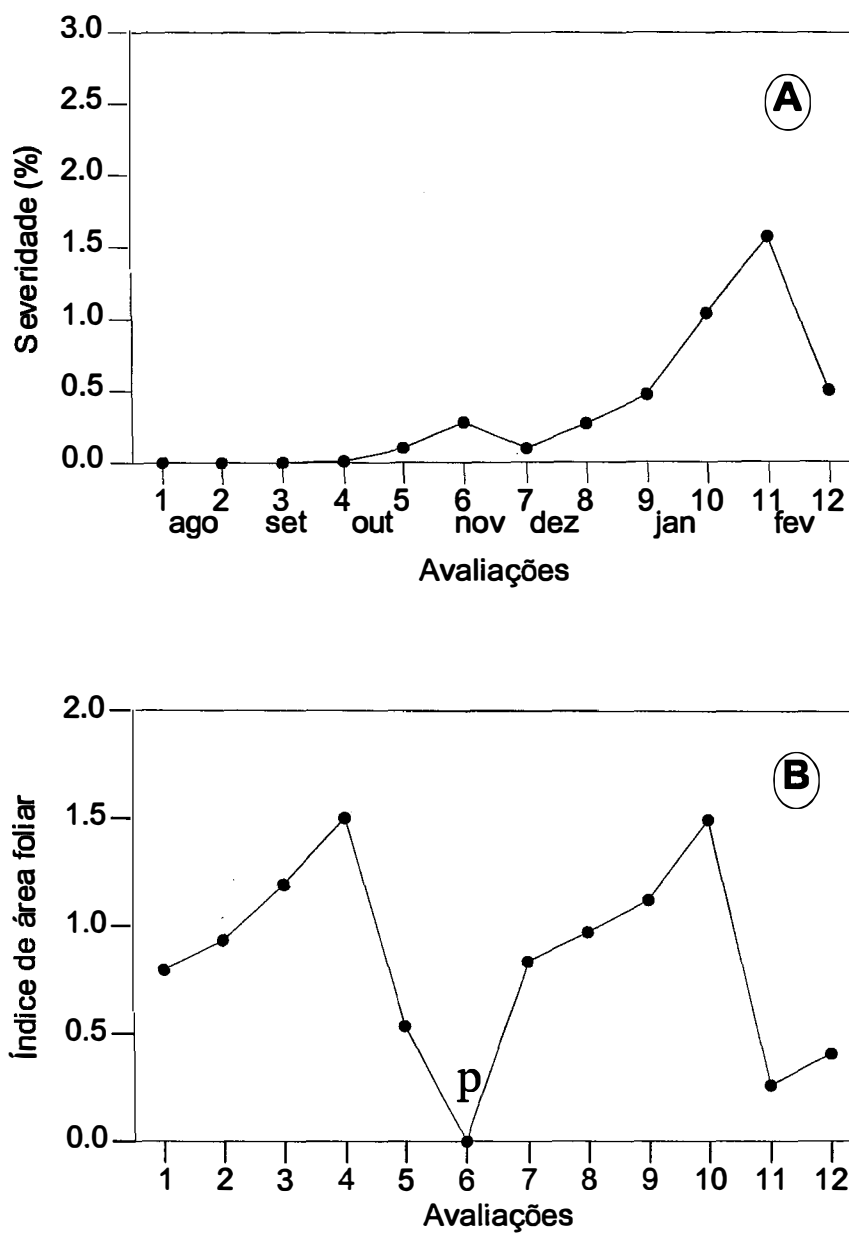 3.0
A
2.5
2.0
1.5
1.0
0.5
0.0
Severidade (%)
1 2 3 4 5 6 7 8 9 10 11 12
ago set out nov dez jan fev
Avaliações
2.0
B
1.5
1.0
0.5
p
0.0
Índice de área foliar
1 2 3 4 5 6 7 8 9 10 11 12
Avaliações